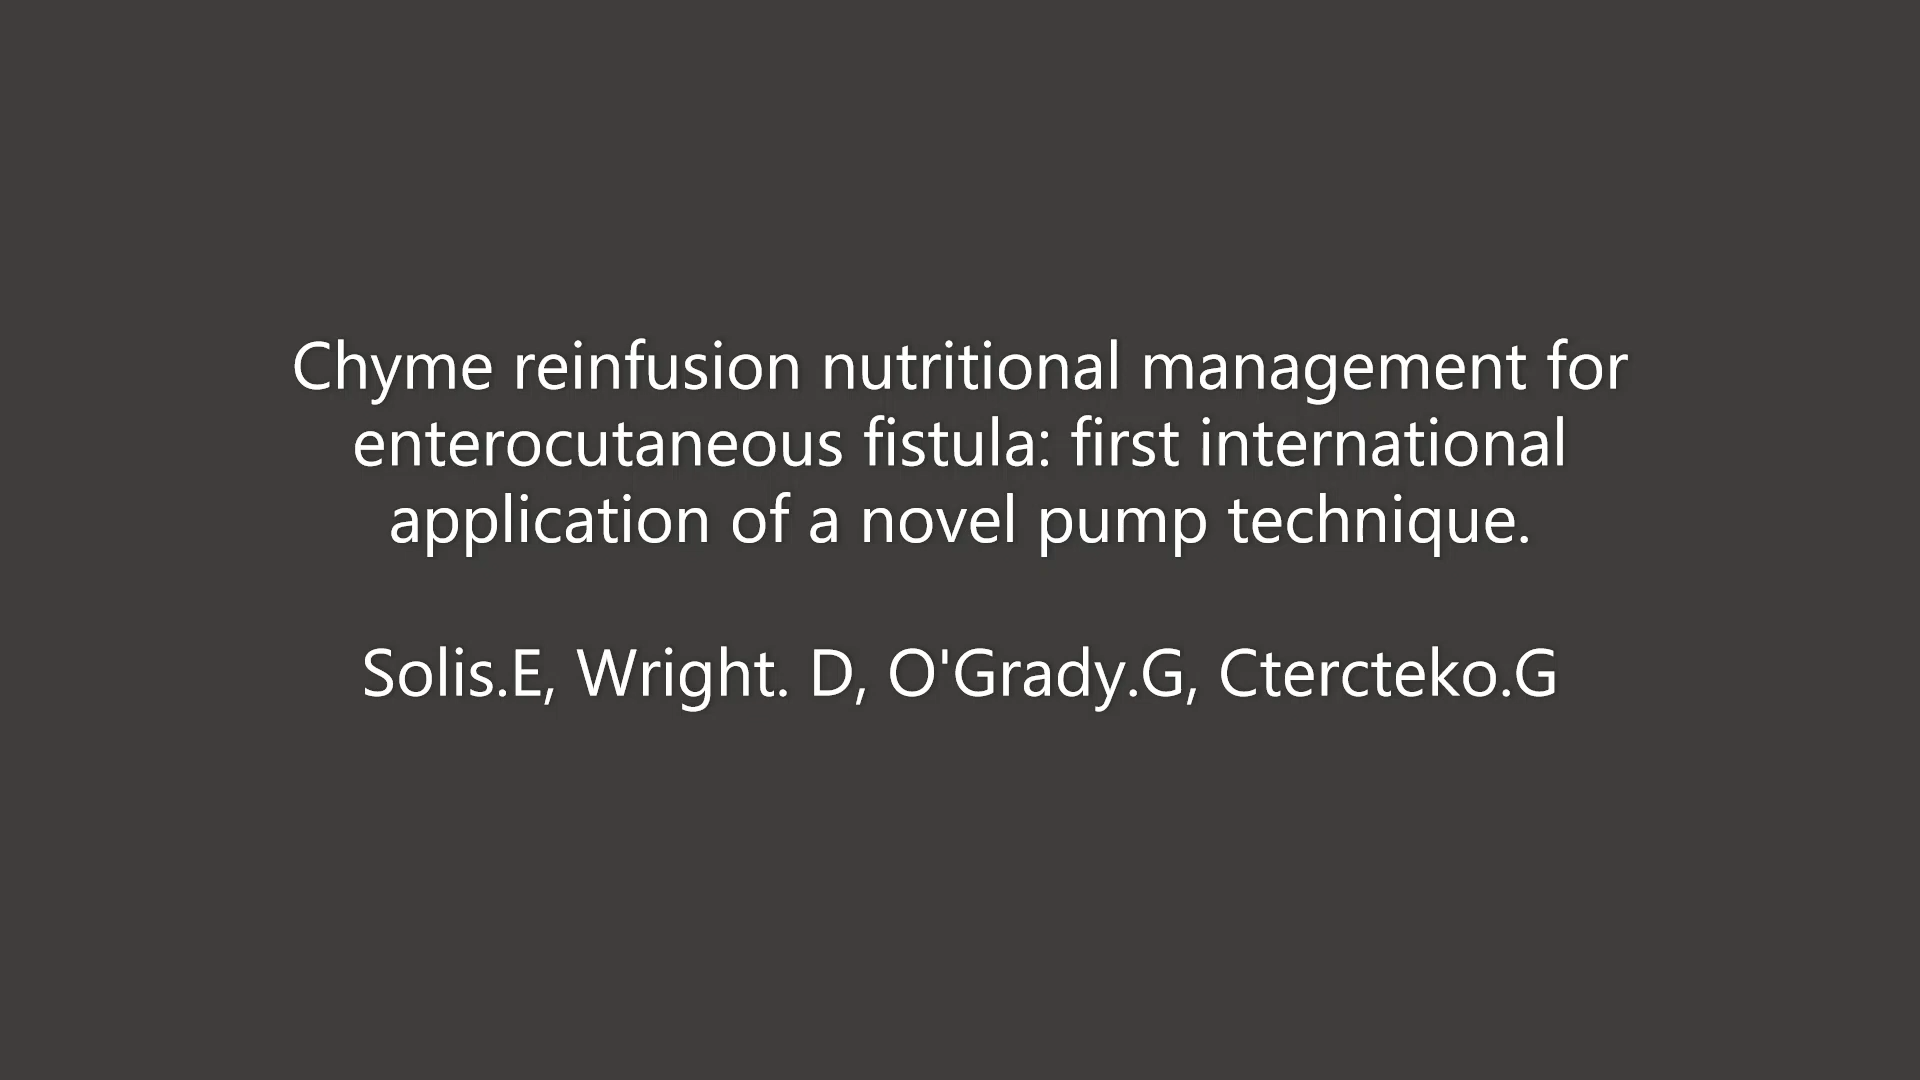 Chyme reinfusion nutritional management for
enterocutaneous fistula: first international
application of a novel pump technique.
Solis.E, Wright. D, O'Grady.G, Ctercteko.G